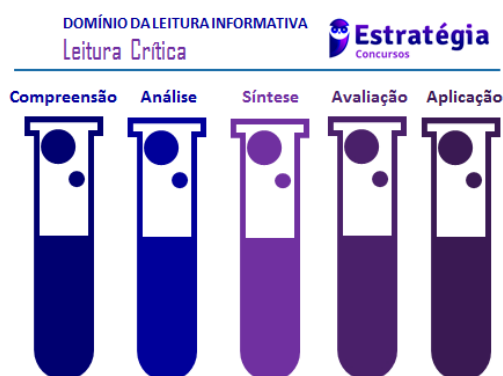 DOMÍNIO DA LEITURA INFORMATIVA
Leitura Crítica
Estratégia
Concursos
Compreensão Análise Síntese Avaliação Aplicação